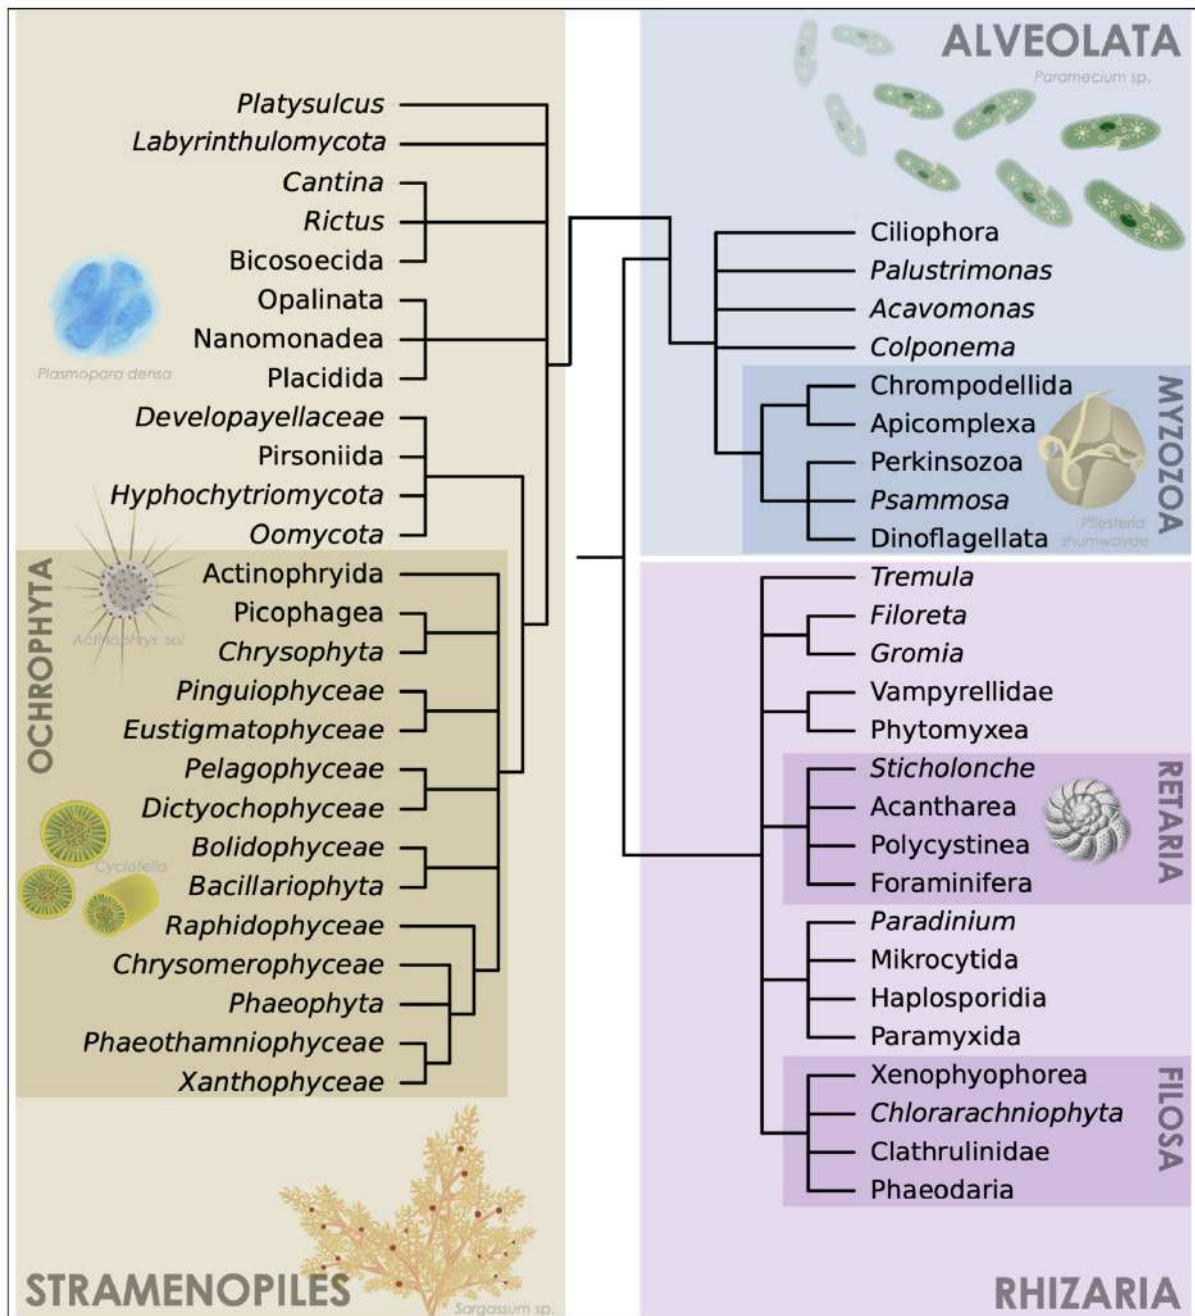 Platysulcus
Labyrinthulomycota
Cantina
Rictus
Bicosoecida
Opalinata
Nanomonadea
Placidida
Plasmopara densa
Developayellaceae
Pirsoniida
Hyphochytriomycota
Oomycota
OCHROPHYTA
Actinophryida
Picophagea
Actinophrys sol
Chrysophyta
Pinguiophyceae
Eustigmatophyceae
Pelagophyceae
Dictyochophyceae
Bolidophyceae
Cyclotella
Bacillariophyta
Raphidophyceae
Chrysomerophyceae
Phaeophyta
Phaeothamniophyceae
Xanthophyceae
STRAMENOPILES
Sargassum sp.
ALVEOLATA
Paramecium sp.
Ciliophora
Palustrimonas
Acavomonas
Colponema
MYZOZOA
Chrompodellida
Apicomplexa
Perkinsozoa
Psammosa
Pfiesteria
shumwayae
Dinoflagellata
Tremula
Filoreta
Gromia
Vampyrellidae
Phytomyxea
RETARIA
Sticholonche
Acantharea
Polycystinea
Foraminifera
Paradinium
Mikrocytida
Haplosporidia
Paramyxida
FILOSA
Xenophyophorea
Chlorarachniophyta
Clathrulinidae
Phaeodaria
RHIZARIA